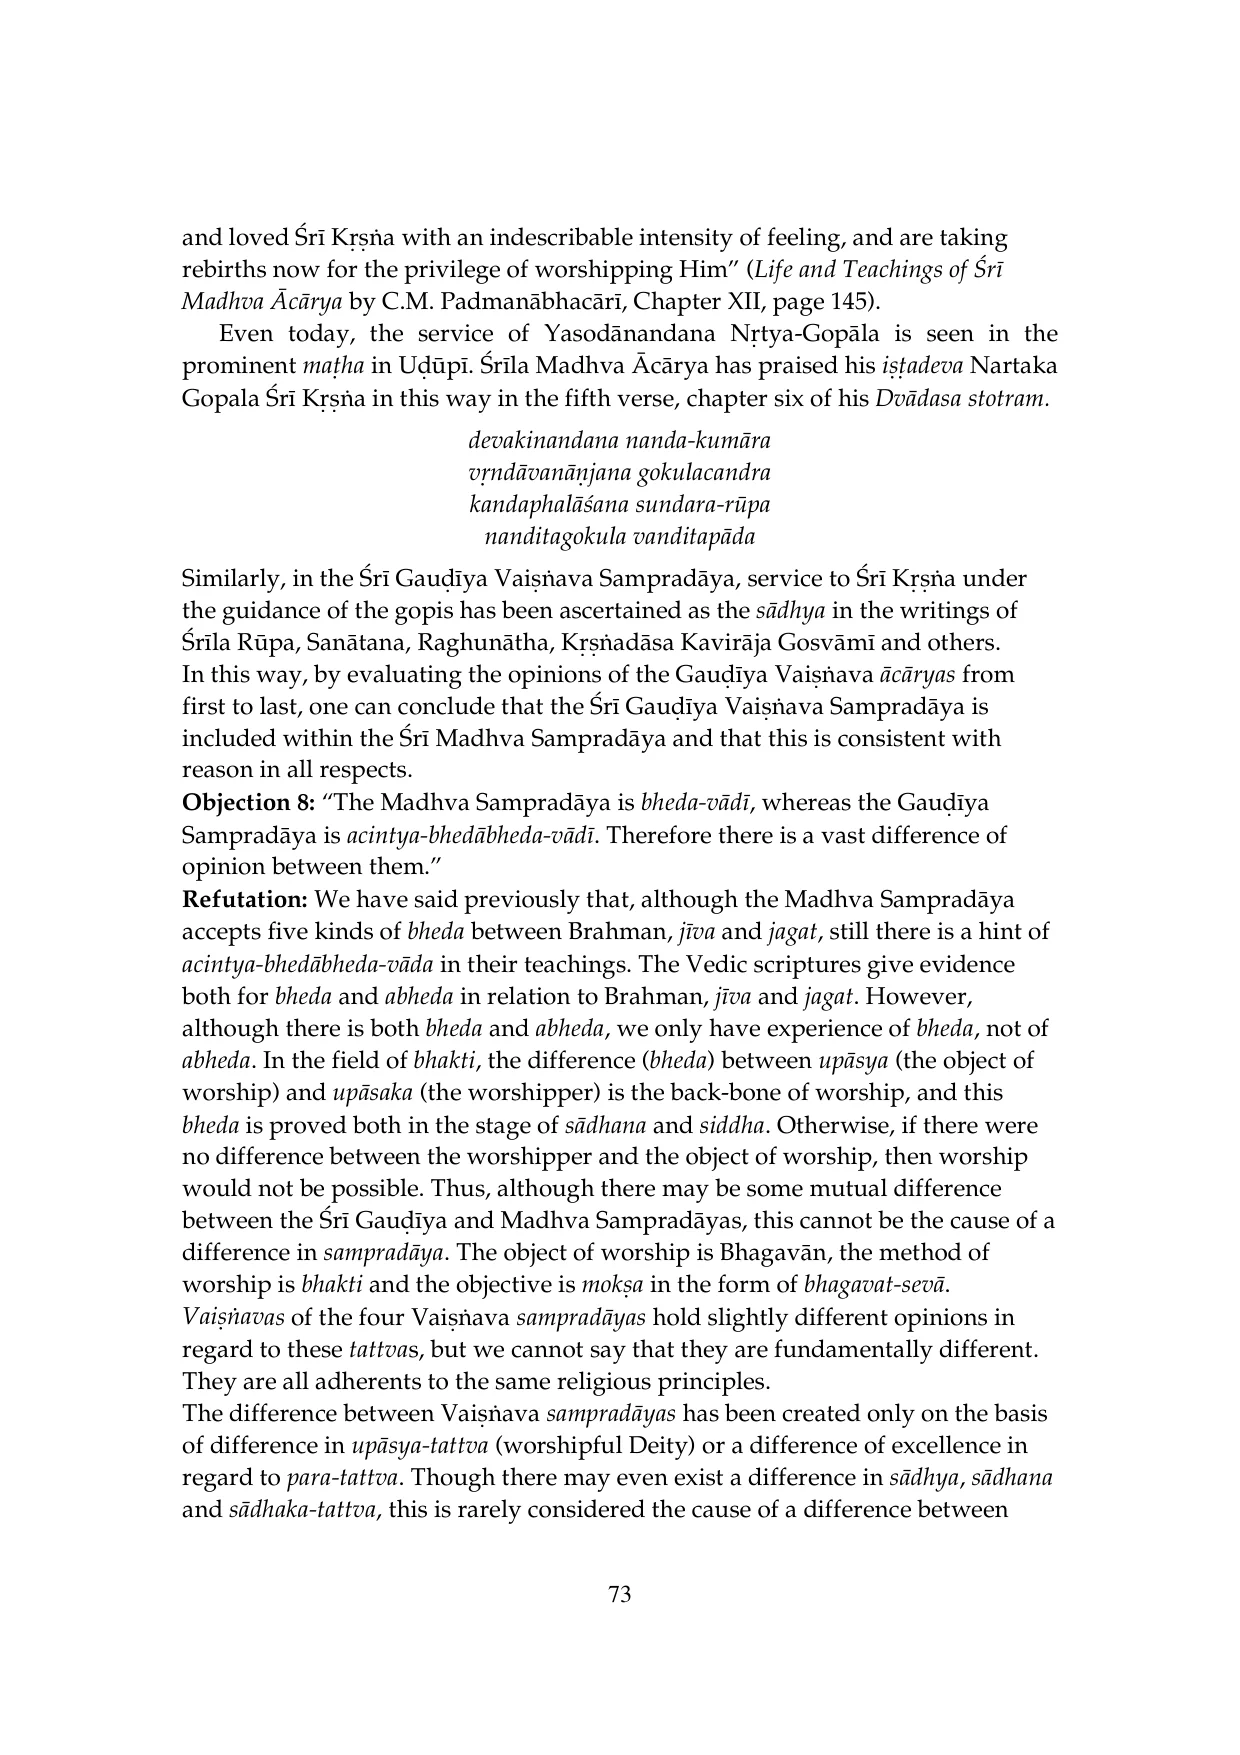 and loved Śrī Kṛṣṅa with an indescribable intensity of feeling, and are taking
rebirths now for the privilege of worshipping Him” (Life and Teachings of Śrī
Madhva Ācārya by C.M. Padmanābhacārī, Chapter XII, page 145).
Even today, the service of Yasodānandana Nṛtya-Gopāla is seen in the
prominent maṭha in Uḍūpī. Śrīla Madhva Ācārya has praised his iṣṭadeva Nartaka
Gopala Śrī Kṛṣṅa in this way in the fifth verse, chapter six of his Dvādasa stotram.
devakinandana nanda-kumāra
vṛndāvanāṇjana gokulacandra
kandaphalāśana sundara-rūpa
nanditagokula vanditapāda
Similarly, in the Śrī Gauḍīya Vaiṣṅava Sampradāya, service to Śrī Kṛṣṅa under
the guidance of the gopis has been ascertained as the sādhya in the writings of
Śrīla Rūpa, Sanātana, Raghunātha, Kṛṣṅadāsa Kavirāja Gosvāmī and others.
In this way, by evaluating the opinions of the Gauḍīya Vaiṣṅava ācāryas from
first to last, one can conclude that the Śrī Gauḍīya Vaiṣṅava Sampradāya is
included within the Śrī Madhva Sampradāya and that this is consistent with
reason in all respects.
Objection 8: “The Madhva Sampradāya is bheda-vādī, whereas the Gauḍīya
Sampradāya is acintya-bhedābheda-vādī. Therefore there is a vast difference of
opinion between them.”
Refutation: We have said previously that, although the Madhva Sampradāya
accepts five kinds of bheda between Brahman, jīva and jagat, still there is a hint of
acintya-bhedābheda-vāda in their teachings. The Vedic scriptures give evidence
both for bheda and abheda in relation to Brahman, jīva and jagat. However,
although there is both bheda and abheda, we only have experience of bheda, not of
abheda. In the field of bhakti, the difference (bheda) between upāsya (the object of
worship) and upāsaka (the worshipper) is the back-bone of worship, and this
bheda is proved both in the stage of sādhana and siddha. Otherwise, if there were
no difference between the worshipper and the object of worship, then worship
would not be possible. Thus, although there may be some mutual difference
between the Śrī Gauḍīya and Madhva Sampradāyas, this cannot be the cause of a
difference in sampradāya. The object of worship is Bhagavān, the method of
worship is bhakti and the objective is mokṣa in the form of bhagavat-sevā.
Vaiṣṅavas of the four Vaiṣṅava sampradāyas hold slightly different opinions in
regard to these tattvas, but we cannot say that they are fundamentally different.
They are all adherents to the same religious principles.
The difference between Vaiṣṅava sampradāyas has been created only on the basis
of difference in upāsya-tattva (worshipful Deity) or a difference of excellence in
regard to para-tattva. Though there may even exist a difference in sādhya, sādhana
and sādhaka-tattva, this is rarely considered the cause of a difference between
73